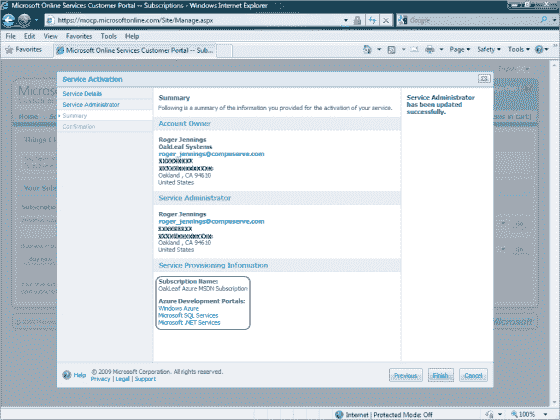 Microsoft Online Services Customer Portal -- Subscriptions - Windows Internet Explorer
https://mocp.microsoftonline.com/Site/Manage.aspx
Google
File Edit View Favorites Tools Help
Favorites
Microsoft Online Services Customer Portal -- Sub...
Page Safety Tools
Service Activation
Service Details
Service Administrator
Summary
Confirmation
Summary
Following is a summary of the information you provided for the activation of your service.
Account Owner
Roger Jennings
OakLeaf Systems
roger_jennings@compuserve.com
Oakland , CA 94610
United States
Service Administrator
Roger Jennings
roger_jennings@compuserve.com
Oakland , CA 94610
United States
Service Provisioning Information
Subscription Name:
OakLeaf Azure MSDN Subscription
Azure Development Portals:
Windows Azure
Microsoft SQL Services
Microsoft .NET Services
Service Administrator
has been updated
successfully.
Help
© 2009 Microsoft Corporation. All rights reserved.
Privacy | Legal | Support
Previous Finish Cancel
Internet | Protected Mode: Off
100%